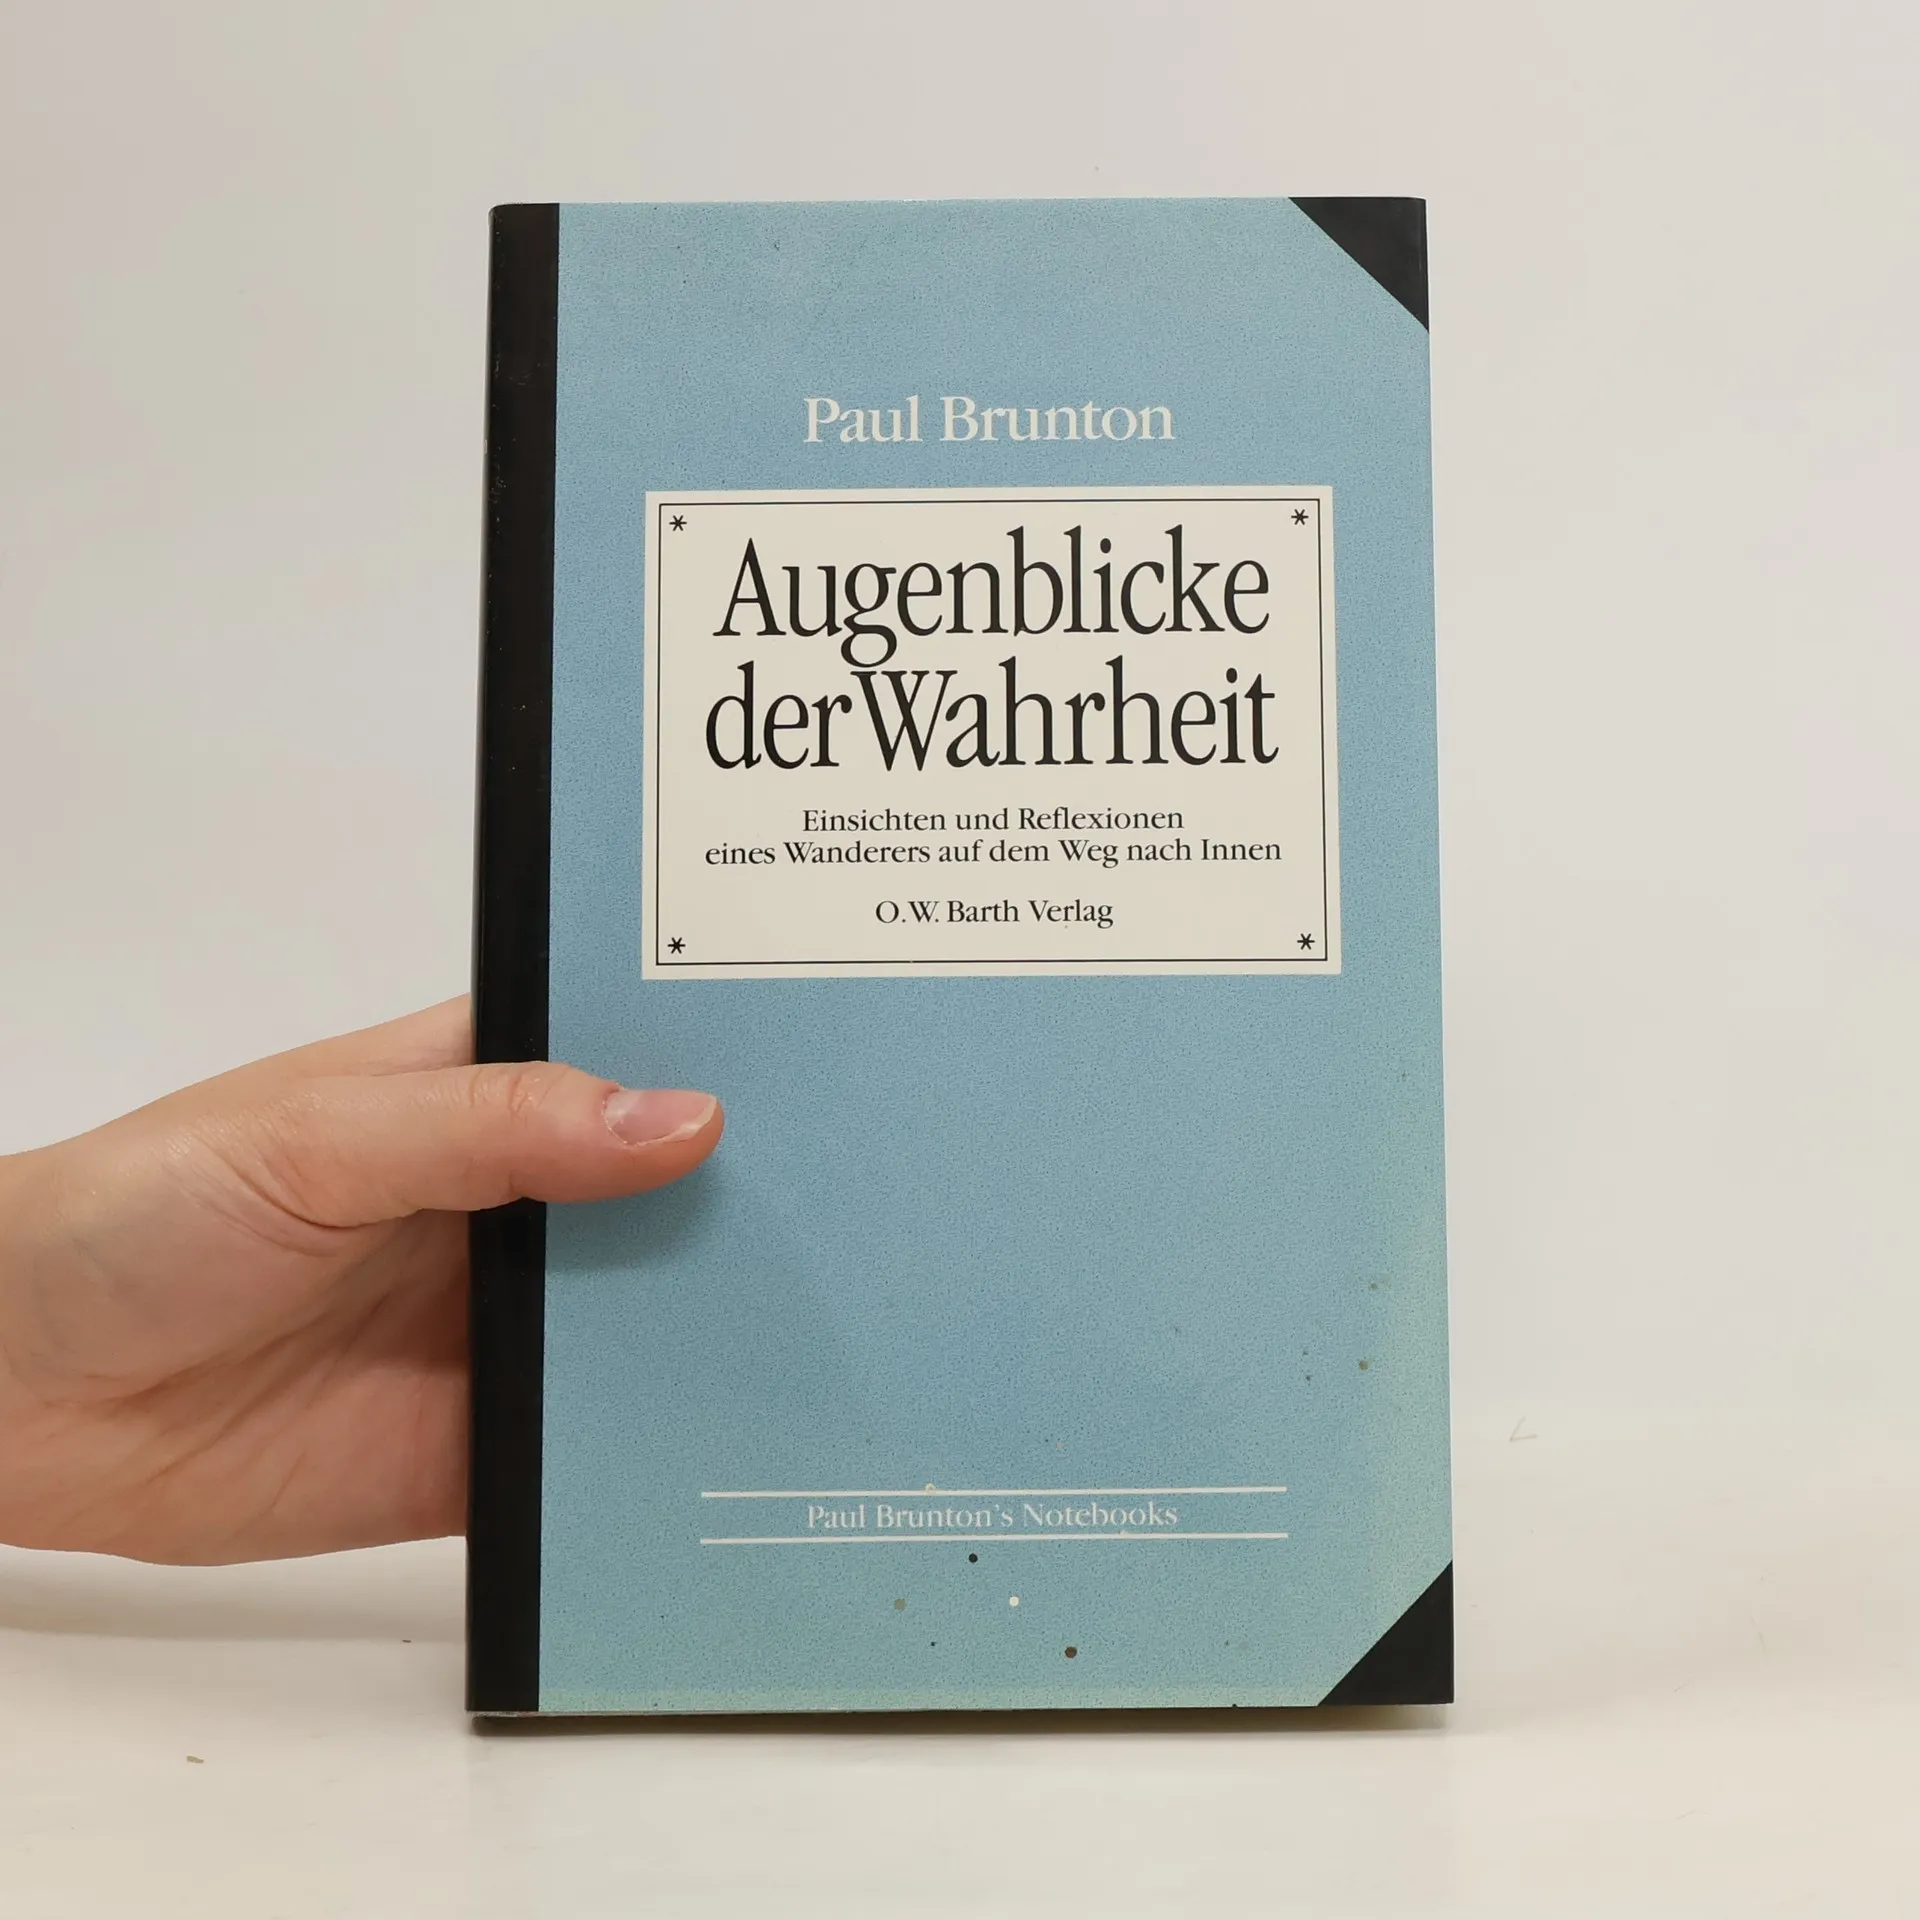 Paul Brunton
Augenblicke
der Wahrheit
Einsichten und Reflexionen
eines Wanderers auf dem Weg nach Innen
O.W. Barth Verlag
Paul Brunton's Notebooks